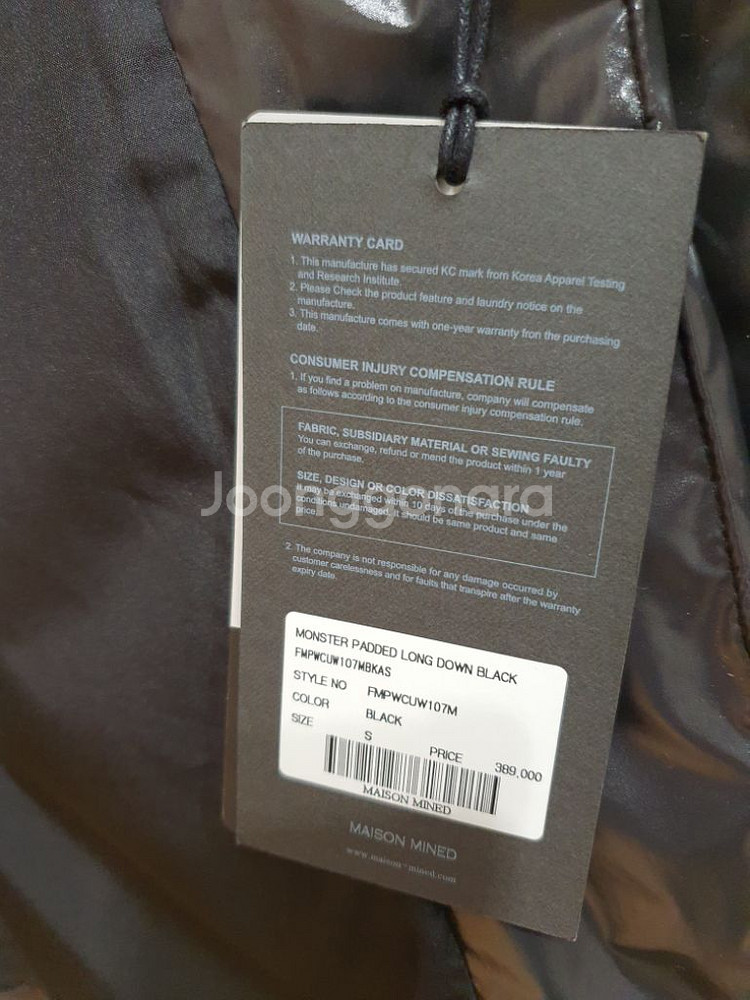 WARRANTY CARD
1. This manufacture has secured KC mark from Korea Apparel Testing
and Research Institute.
2. Please Check the product feature and laundry notice on the
manufacture.
3. This manufacture comes with one-year warranty fron the purchasing
date.
CONSUMER INJURY COMPENSATION RULE
1. If you find a problem on manufacture, company will compensate
as follows according to the consumer injury compensation rule.
FABRIC, SUBSIDIARY MATERIAL OR SEWING FAULTY
You can exchange, refund or mend the product within 1 year
of the purchase.
SIZE, DESIGN OR COLOR DISSATISFACTION
It may be exchanged within 10 days of the purchase under the
conditions undamaged. It should be same product and same
price.
Joonggonara
2. The company is not responsible for any damage occurred by
customer carelessness and for faults that transpire after the warranty
expiry date.
MONSTER PADDED LONG DOWN BLACK
FMPWCUW107MBKAS
STYLE NO FMPWCUW107M
COLOR BLACK
SIZE S
PRICE 389,000
MAISON MINED
MAISON MINED
www.maison-mined.com